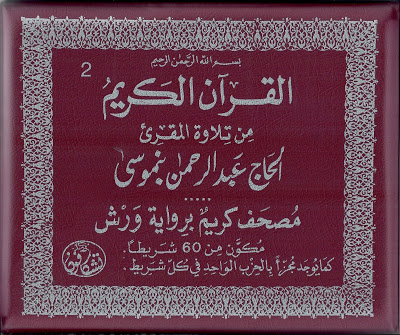 بسم الله الرحمن الرحيم
2
القرآن الكريم
من تلاوة المقرئ
الحاج عبد الرحمن بنموسى
.....
مصحف كريم برواية ورش
مكون من 60 شريطا.
كما يوجد مجزأ بالحزب الواحد في كل شريط.